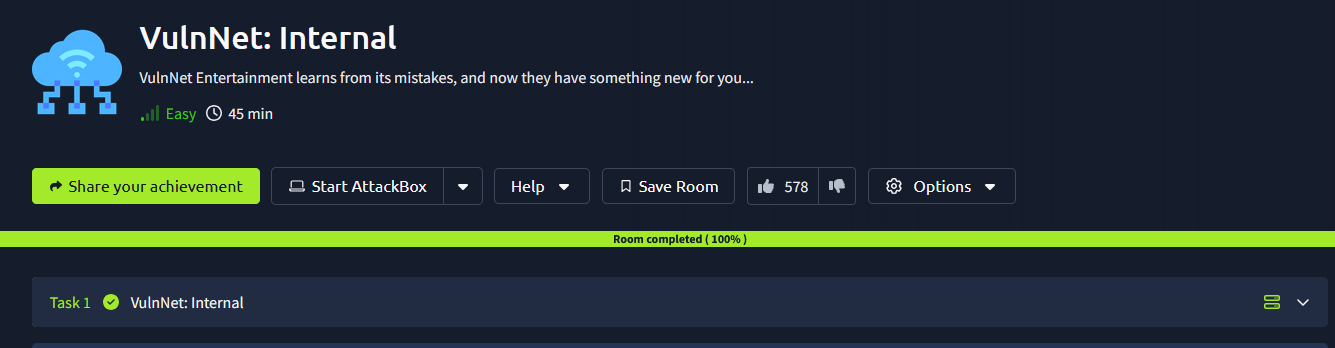 VulnNet: Internal
VulnNet Entertainment learns from its mistakes, and now they have something new for you...
Easy 45 min
Share your achievement Start AttackBox Help Save Room 578 Options
Room completed ( 100% )
Task 1 VulnNet: Internal